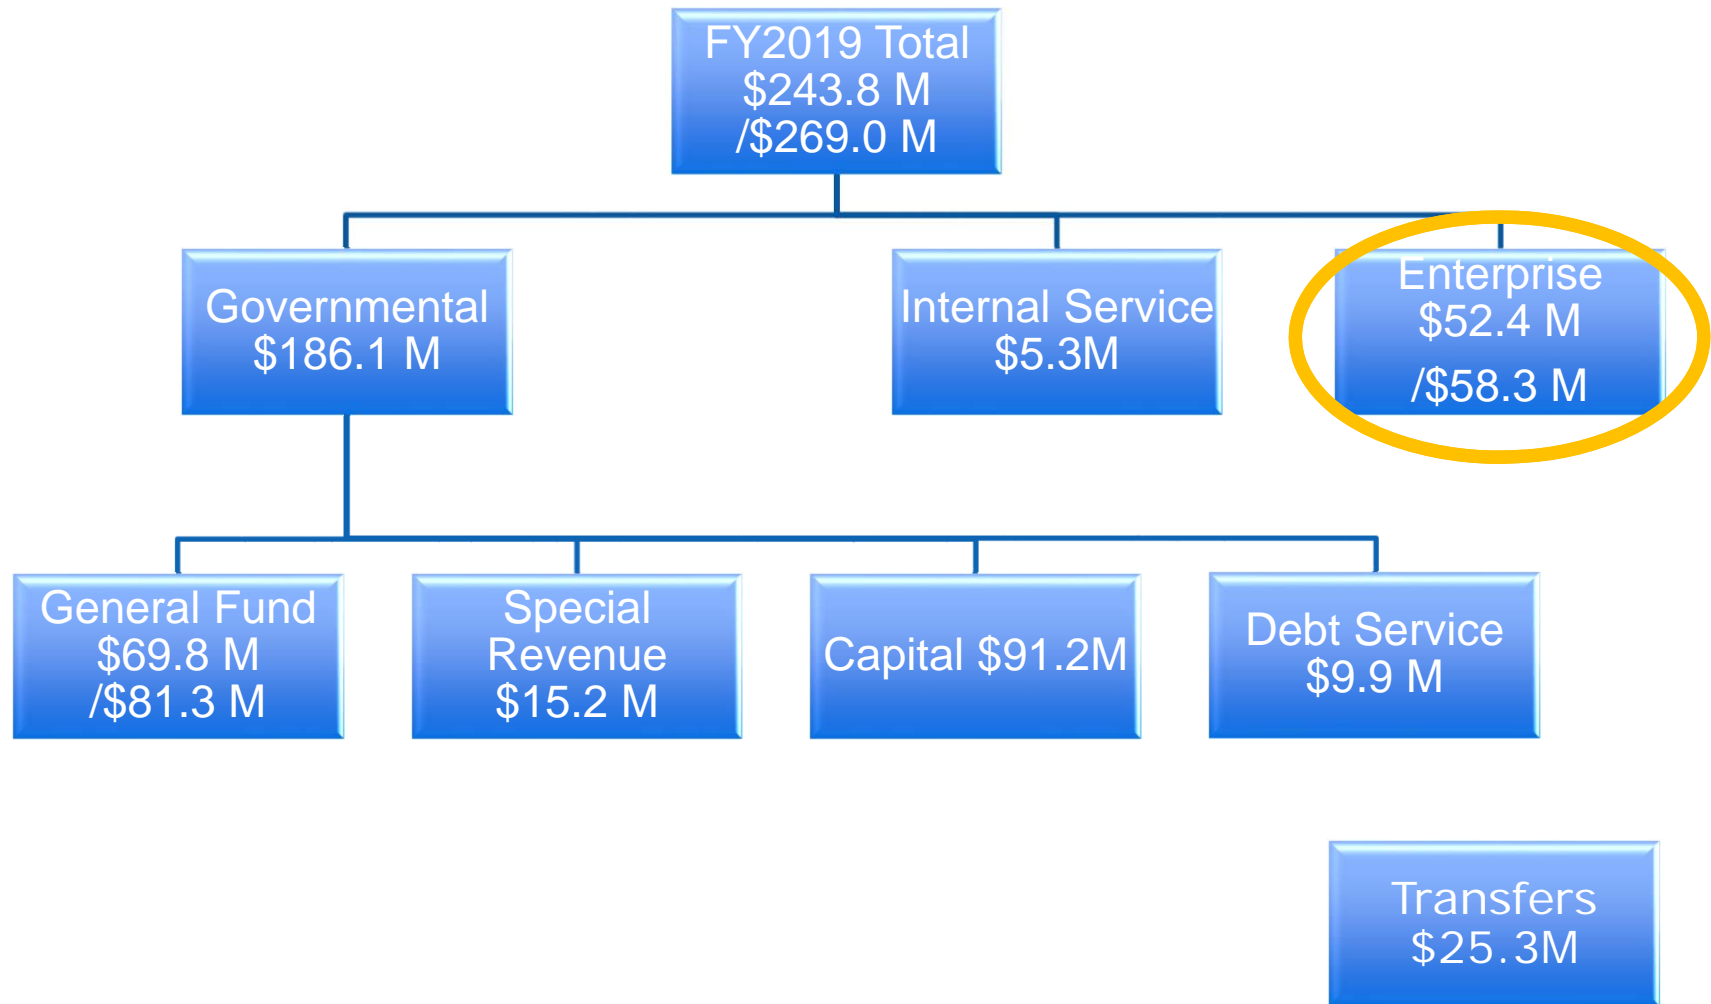 FY2019 Total
$243.8 M
/$269.0 M
Governmental
$186.1 M
Internal Service
$5.3M
Enterprise
$52.4 M
/$58.3 M
General Fund
$69.8 M
/$81.3 M
Special
Revenue
$15.2 M
Capital $91.2M
Debt Service
$9.9 M
Transfers
$25.3M